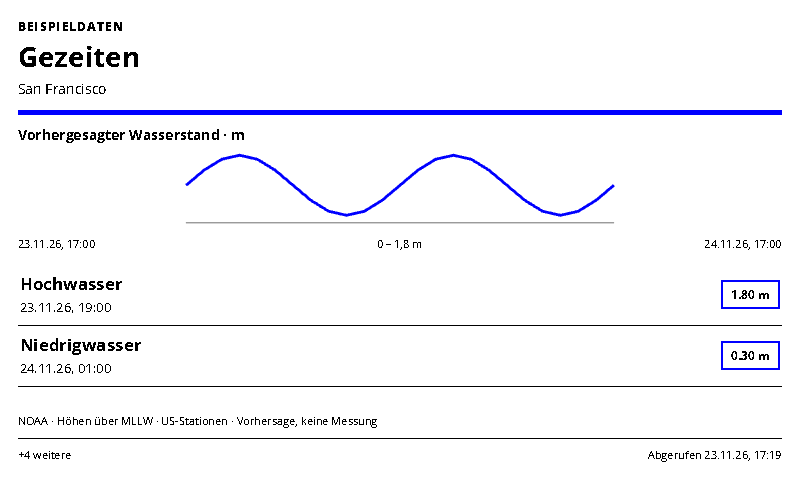 BEISPIELDATEN
Gezeiten
San Francisco
Vorhergesagter Wasserstand · m
23.11.26, 17:00
0 – 1,8 m
24.11.26, 17:00
Hochwasser
23.11.26, 19:00
1.80 m
Niedrigwasser
24.11.26, 01:00
0.30 m
NOAA · Höhen über MLLW · US-Stationen · Vorhersage, keine Messung
+4 weitere
Abgerufen 23.11.26, 17:19